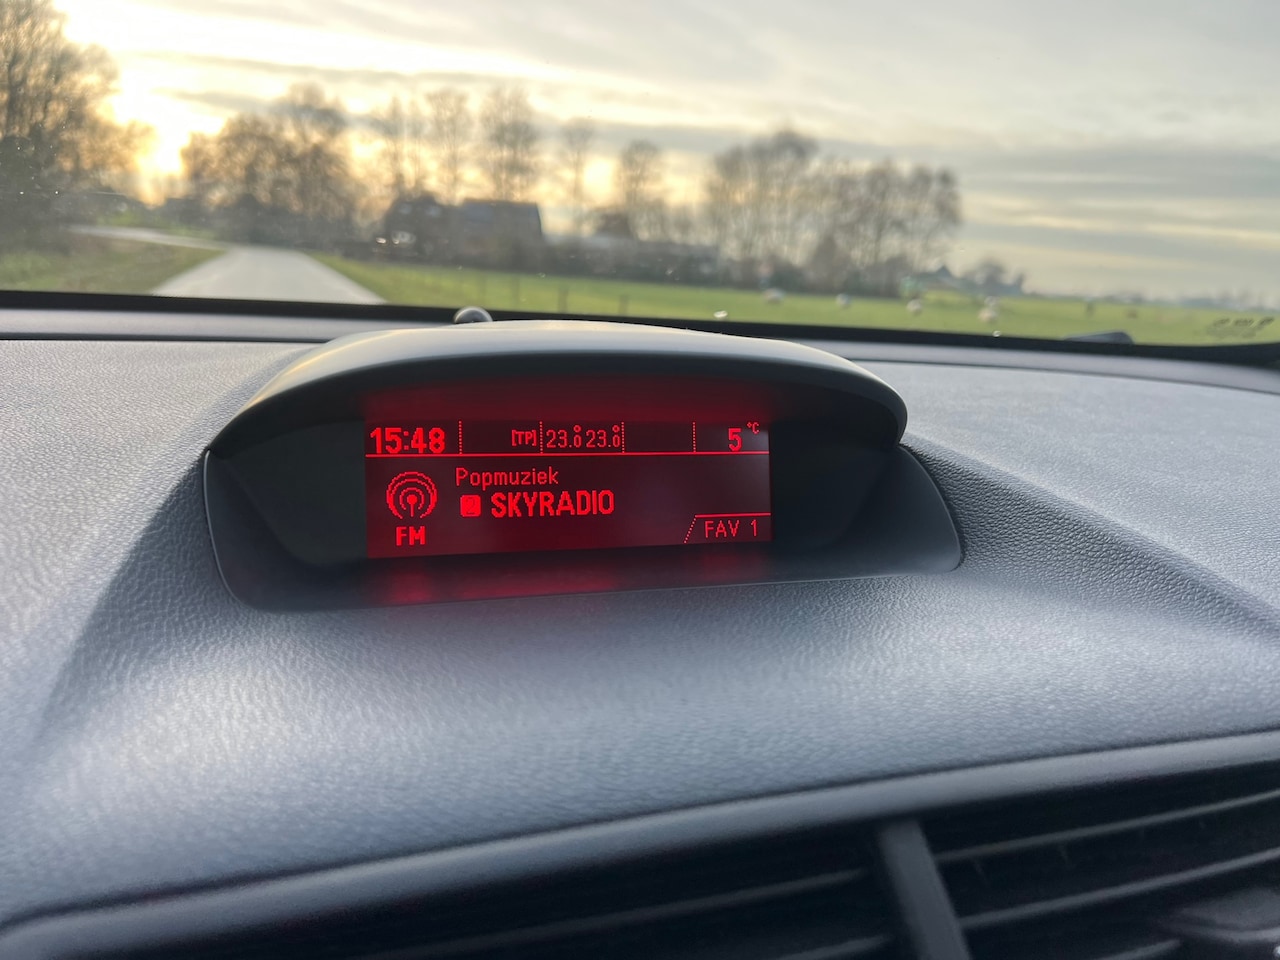 15:48 [TP] 23.0° 23.0° 5°C
Popmuziek
SKYRADIO
FM
FAV 1